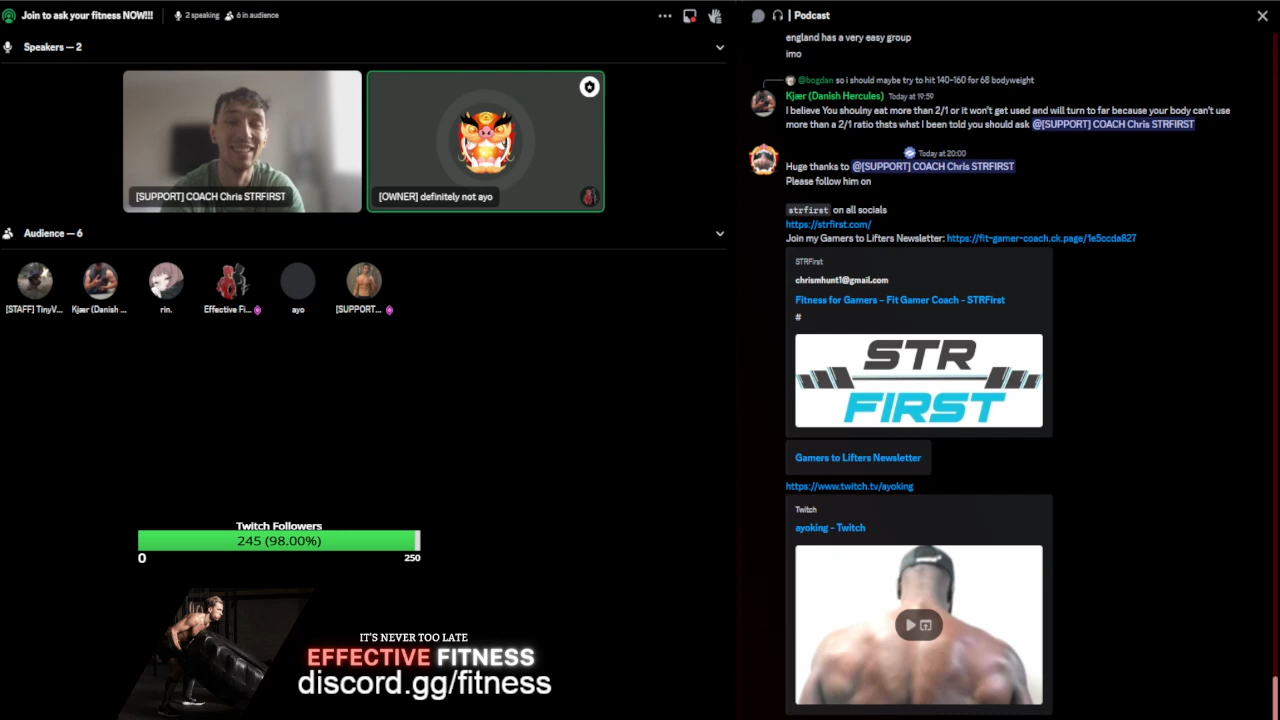 Join to ask your fitness NOW!!!
2 speaking
6 in audience
Speakers — 2
[SUPPORT] COACH Chris STRFIRST
[OWNER] definitely not ayo
Audience — 6
[STAFF] TinyV...
Kjær (Danish ...
rin.
Effective Fi...
ayo
[SUPPORT...
Twitch Followers
245 (98.00%)
0
250
IT'S NEVER TOO LATE
EFFECTIVE FITNESS
discord.gg/fitness
| Podcast
england has a very easy group
imo
@bogdan so i should maybe try to hit 140-160 for 68 bodyweight
Kjær (Danish Hercules) Today at 19:59
I believe You shoulny eat more than 2/1 or it won't get used and will turn to far because your body can't use
more than a 2/1 ratio thsts what I been told you should ask @[SUPPORT] COACH Chris STRFIRST
Today at 20:00
Huge thanks to @[SUPPORT] COACH Chris STRFIRST
Please follow him on
strfirst on all socials
https://strfirst.com/
Join my Gamers to Lifters Newsletter: https://fit-gamer-coach.ck.page/1e5ccda827
STRFirst
chrismhunt1@gmail.com
Fitness for Gamers – Fit Gamer Coach - STRFirst
#
STR
FIRST
Gamers to Lifters Newsletter
https://www.twitch.tv/ayoking
Twitch
ayoking - Twitch